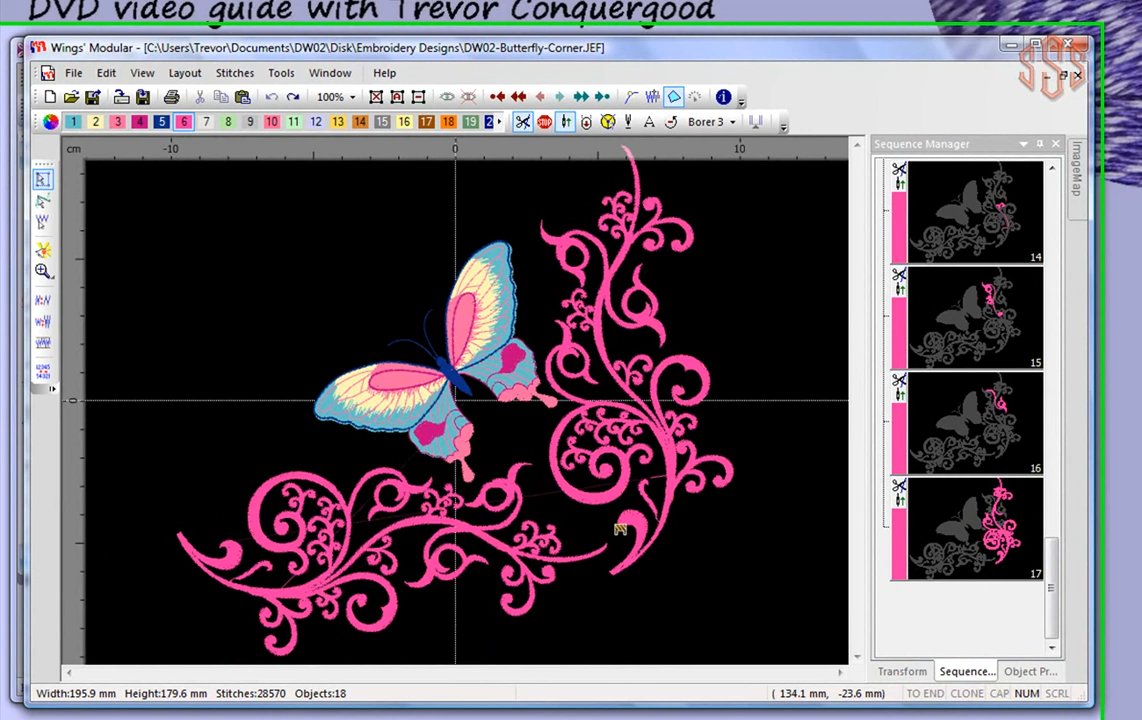 DVD video guide with Trevor Conquergood
Wings' Modular - [C:\Users\Trevor\Documents\DW02\Disk\Embroidery Designs\DW02-Butterfly-Corner.JEF]
SSS
File Edit View Layout Stitches Tools Window Help
100%
1 2 3 4 5 6 7 8 9 10 11 12 13 14 15 16 17 18 19 2 Borer 3
cm -10 0 10
Sequence Manager
ImageMap
0
14
15
16
17
Transform Sequence... Object Pr...
Width:195.9 mm Height:179.6 mm Stitches:28570 Objects:18 ( 134.1 mm, -23.6 mm) TO END CLONE CAP NUM SCRL